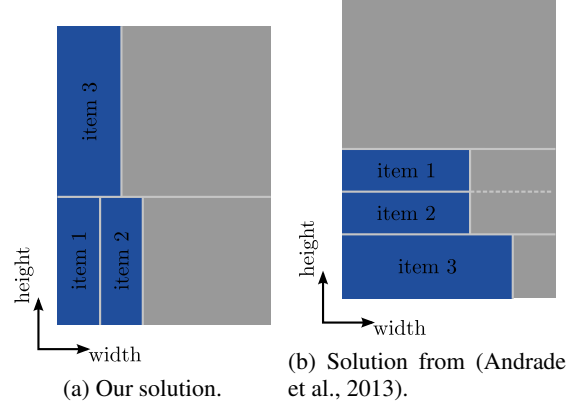 item 3
item 1
item 2
height
width
(a) Our solution.
item 1
item 2
item 3
height
width
(b) Solution from (Andrade
et al., 2013).